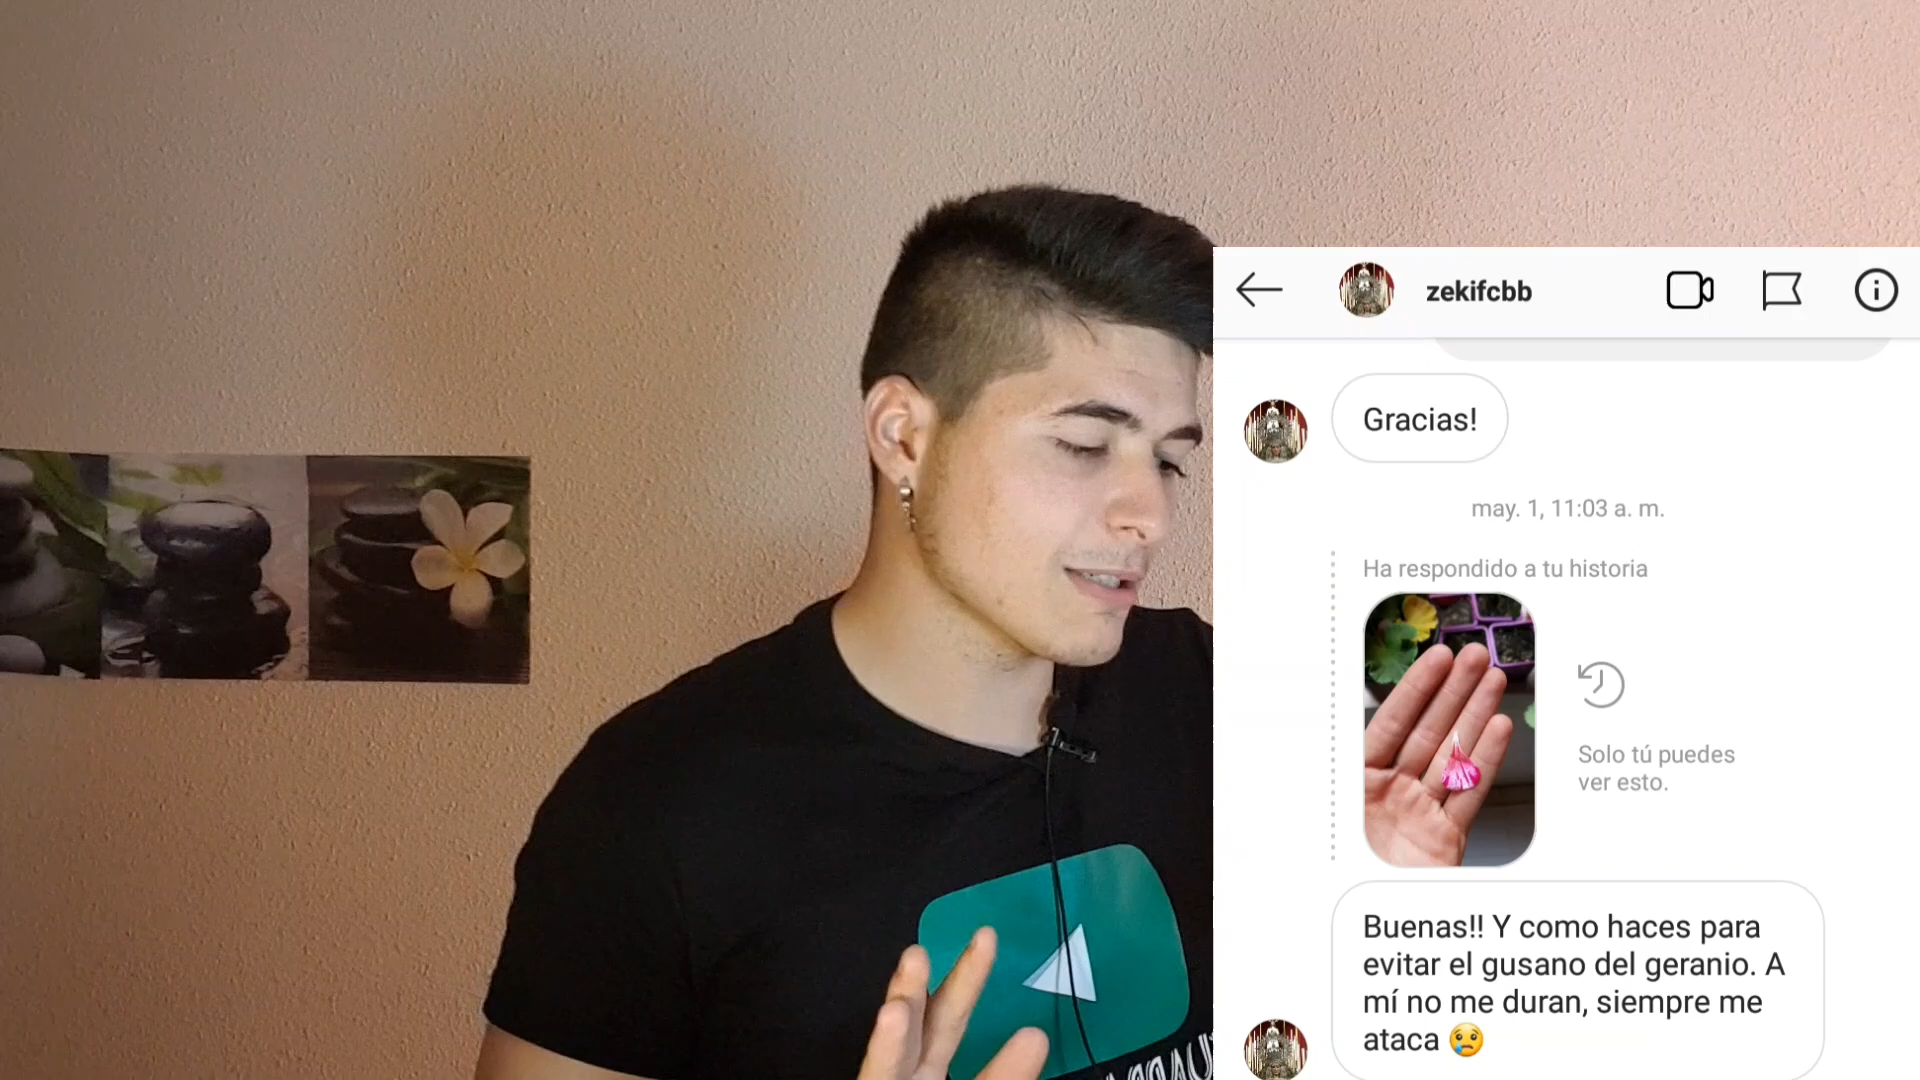 zekifcbb
Gracias!
may. 1, 11:03 a. m.
Ha respondido a tu historia
Solo tú puedes
ver esto.
Buenas!! Y como haces para
evitar el gusano del geranio. A
mí no me duran, siempre me
ataca 😢